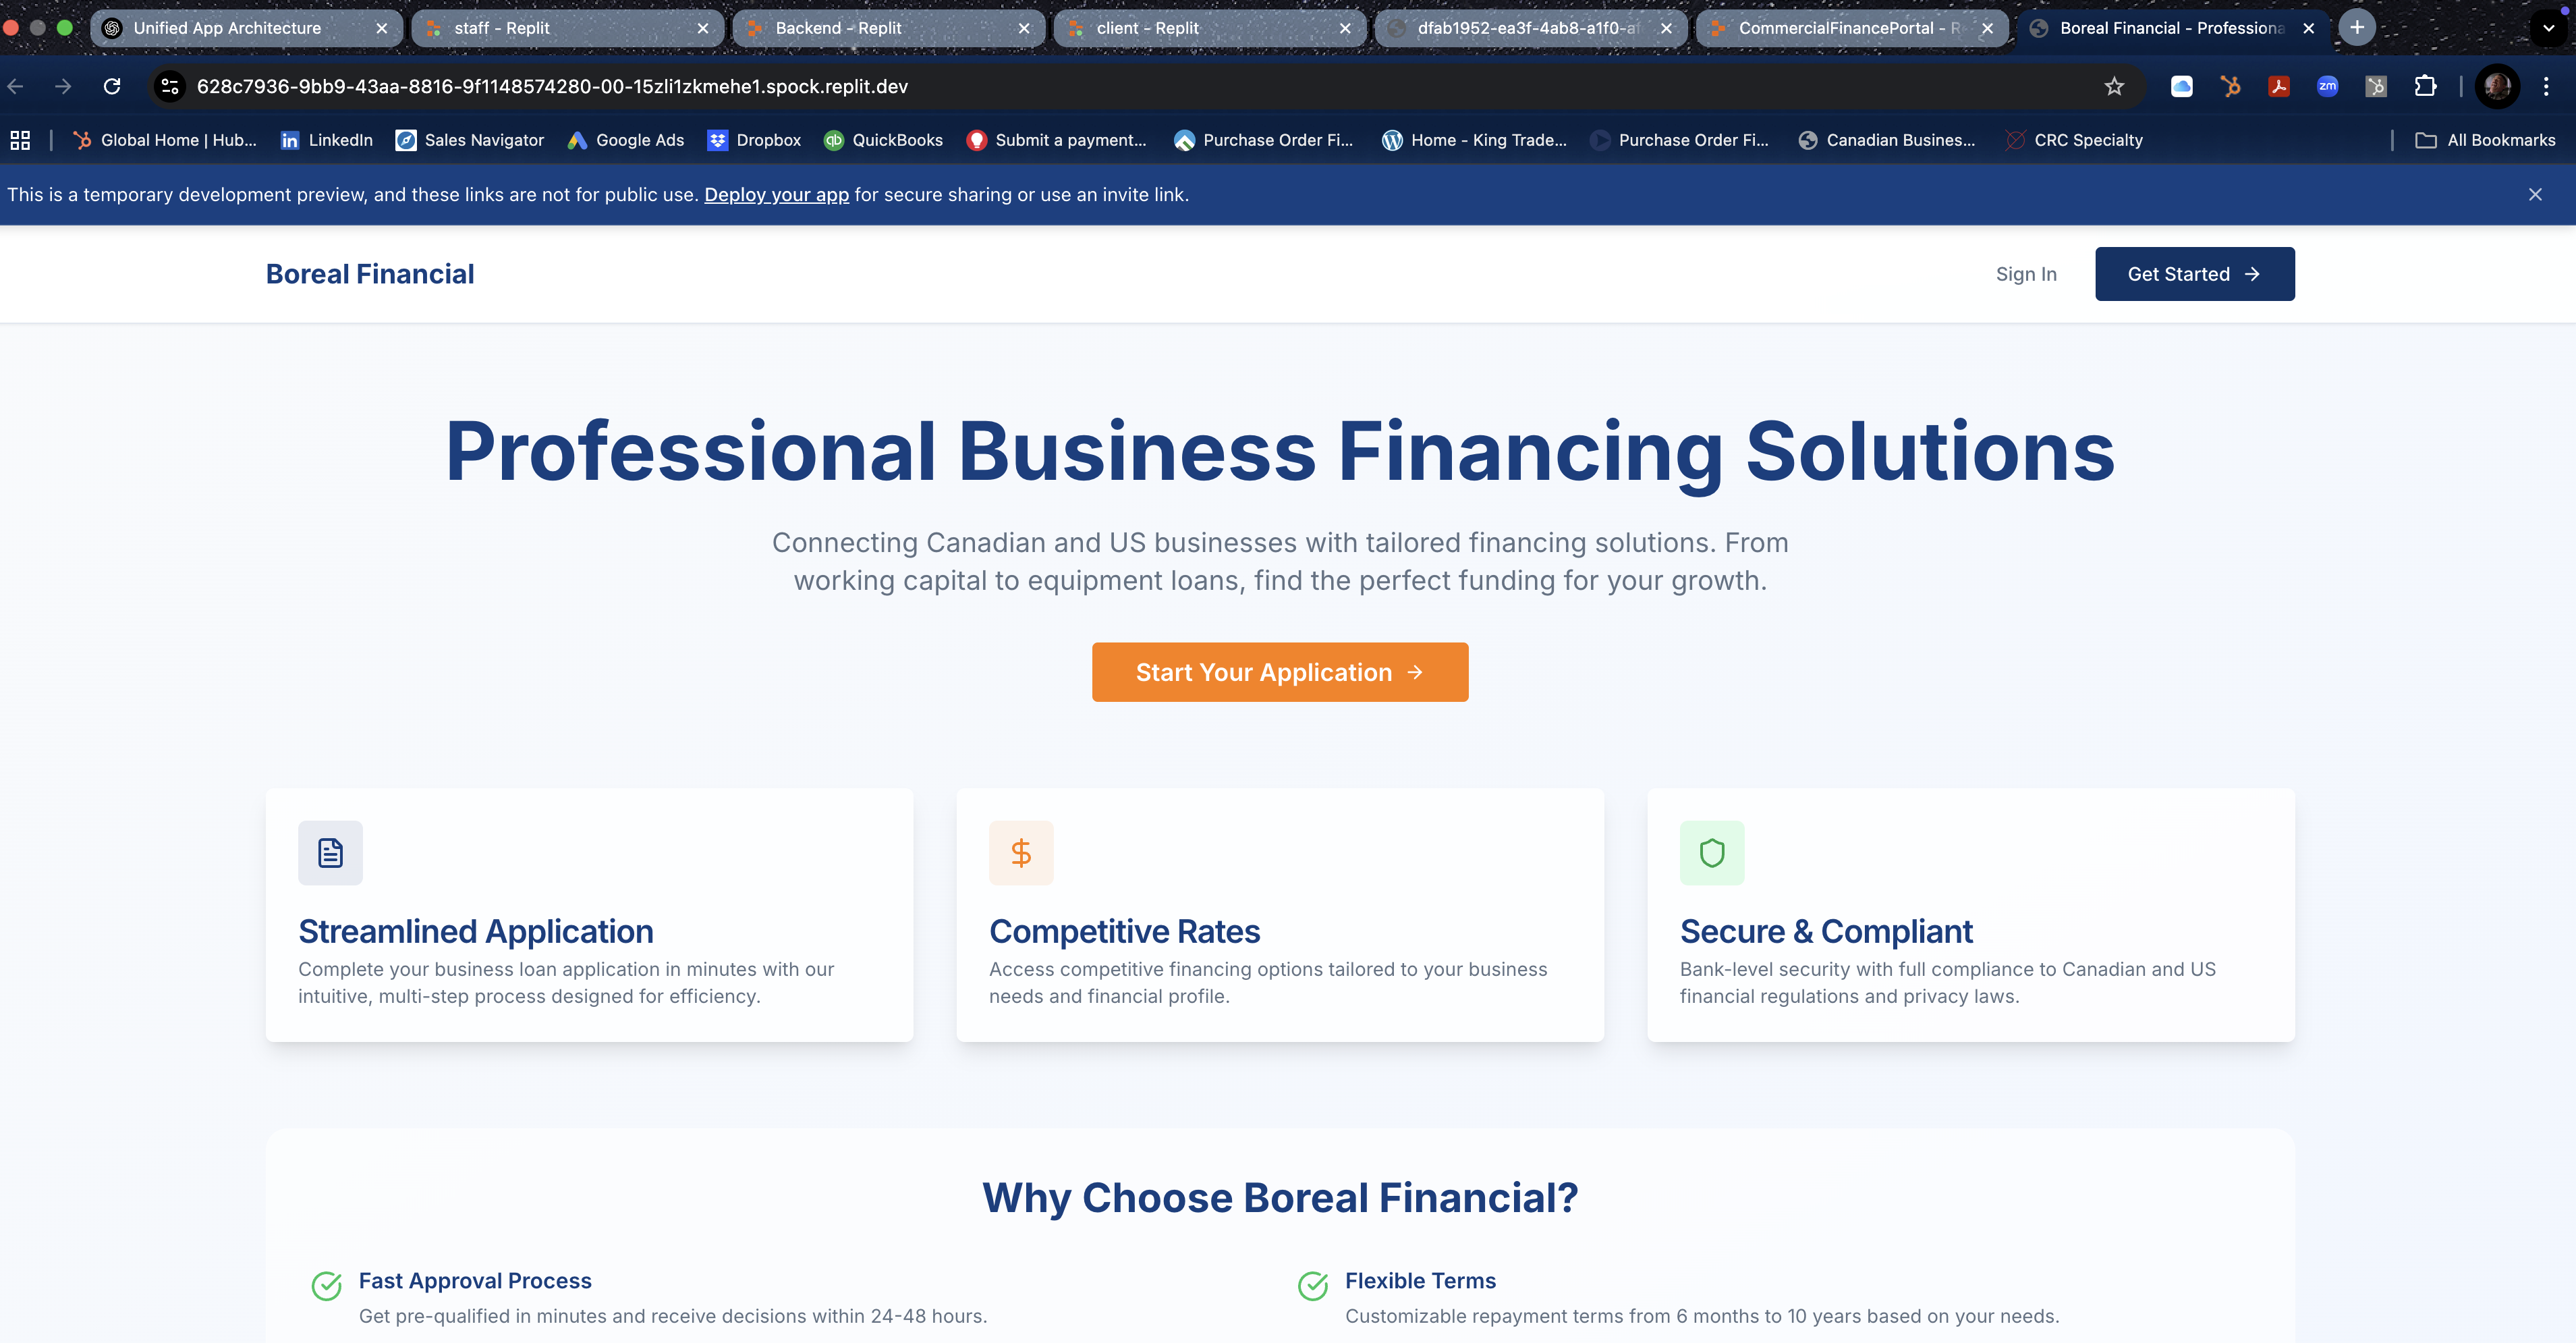 Unified App Architecture
staff - Replit
Backend - Replit
client - Replit
dfab1952-ea3f-4ab8-a1f0-a
CommercialFinancePortal - R
Boreal Financial - Professiona
628c7936-9bb9-43aa-8816-9f1148574280-00-15zli1zkmehe1.spock.replit.dev
zm
Global Home | Hub...
in LinkedIn
Sales Navigator
Google Ads
Dropbox
qb QuickBooks
Submit a payment...
Purchase Order Fi...
Home - King Trade...
Purchase Order Fi...
Canadian Busines...
CRC Specialty
All Bookmarks
This is a temporary development preview, and these links are not for public use. Deploy your app for secure sharing or use an invite link.
Boreal Financial
Sign In
Get Started →
Professional Business Financing Solutions
Connecting Canadian and US businesses with tailored financing solutions. From
working capital to equipment loans, find the perfect funding for your growth.
Start Your Application →
$
Streamlined Application
Complete your business loan application in minutes with our
intuitive, multi-step process designed for efficiency.
Competitive Rates
Access competitive financing options tailored to your business
needs and financial profile.
Secure & Compliant
Bank-level security with full compliance to Canadian and US
financial regulations and privacy laws.
Why Choose Boreal Financial?
Fast Approval Process
Get pre-qualified in minutes and receive decisions within 24-48 hours.
Flexible Terms
Customizable repayment terms from 6 months to 10 years based on your needs.